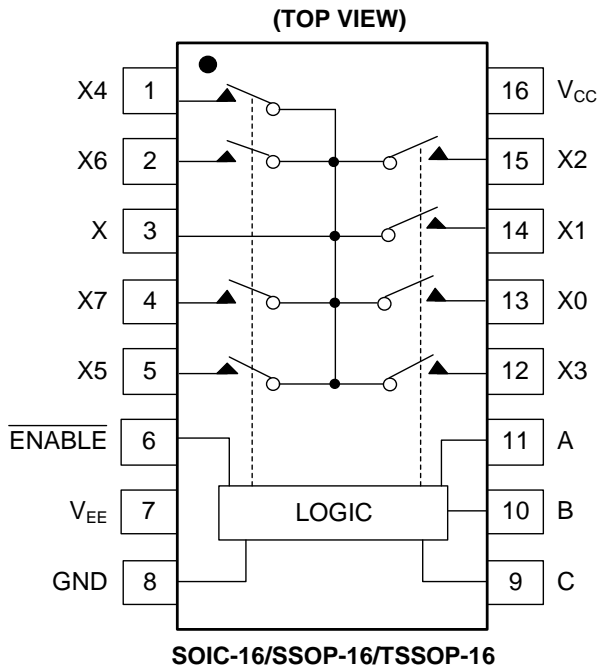 (TOP VIEW)
X4 1 16 VCC
X6 2 15 X2
X 3 14 X1
X7 4 13 X0
X5 5 12 X3
ENABLE 6 11 A
VEE 7 LOGIC 10 B
GND 8 9 C
SOIC-16/SSOP-16/TSSOP-16